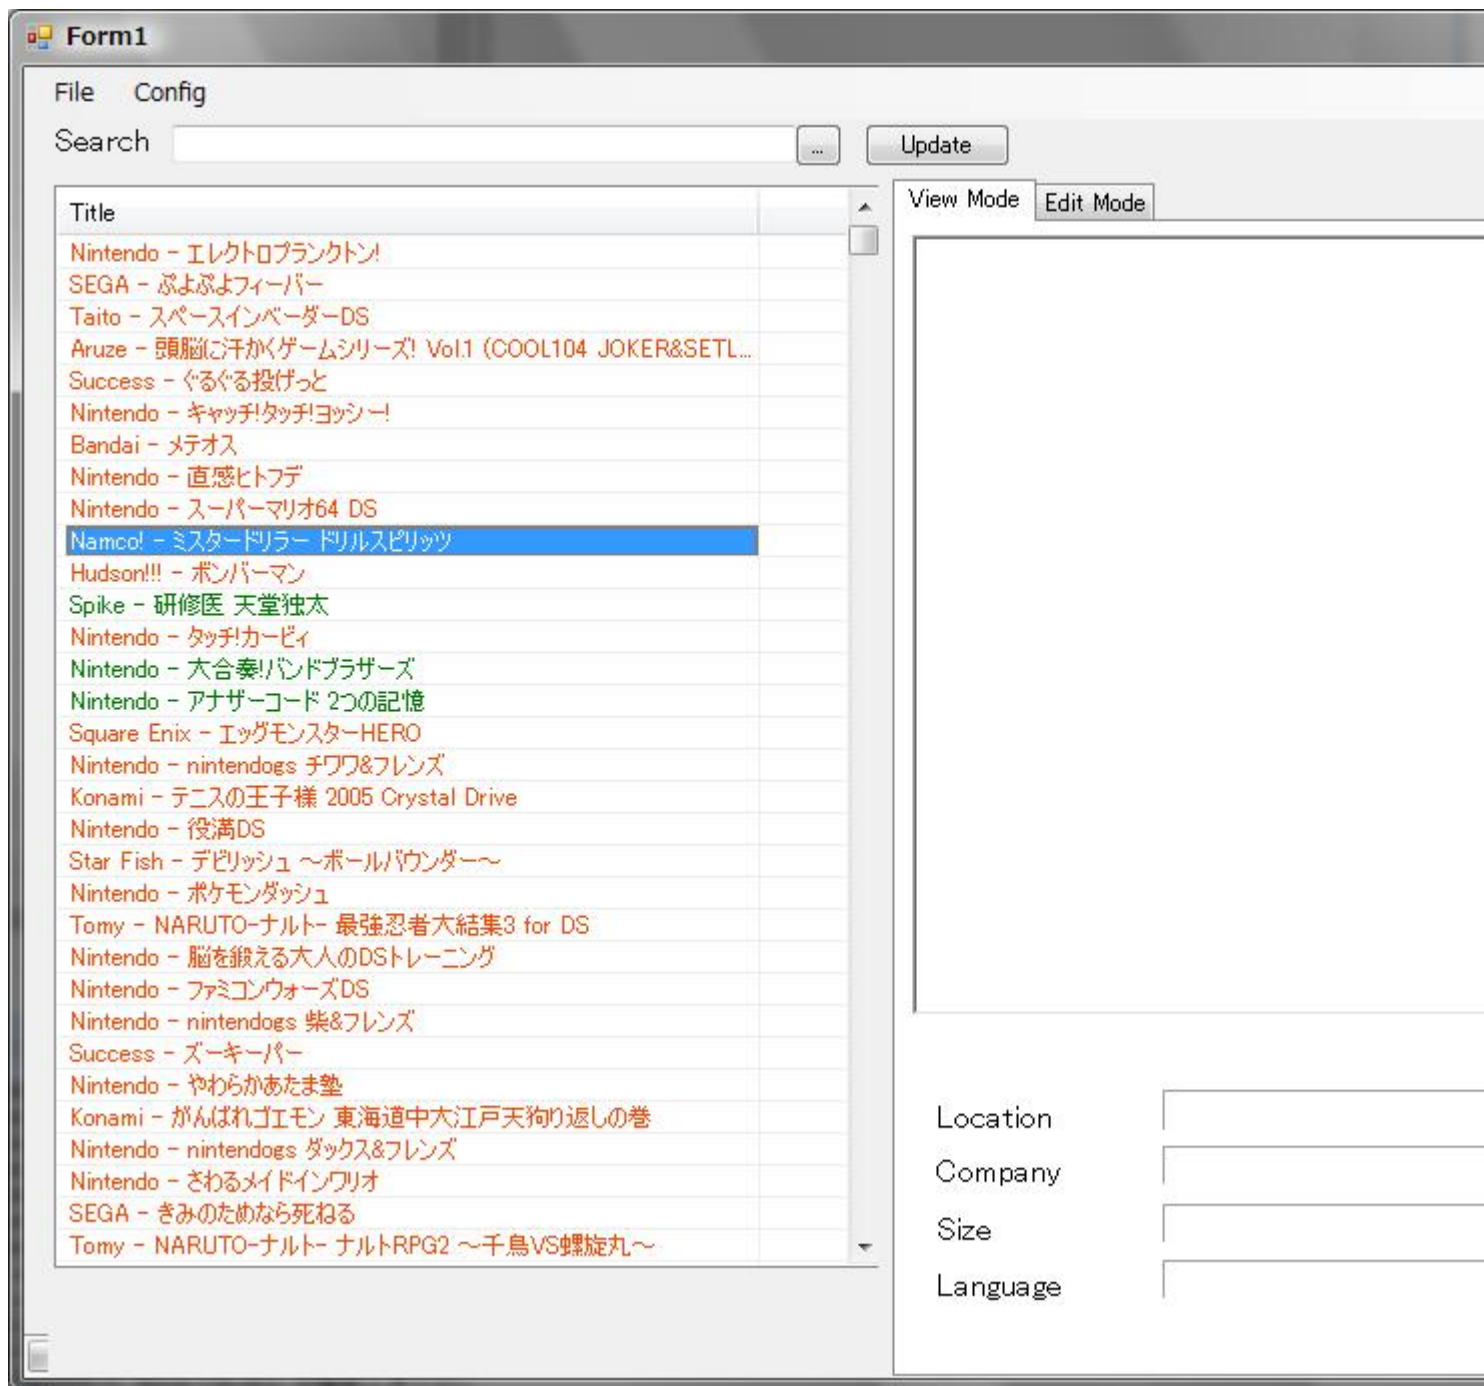 Form1
File Config
Search ... Update
View Mode Edit Mode
Title
Nintendo - エレクトロプランクトン!
SEGA - ぷよぷよフィーバー
Taito - スペースインベーダーDS
Aruze - 頭脳に汗かくゲームシリーズ! Vol.1 (COOL104 JOKER&SETL...
Success - ぐるぐる投げっと
Nintendo - キャッチ!タッチ!ヨッシー!
Bandai - メテオス
Nintendo - 直感ヒトフデ
Nintendo - スーパーマリオ64 DS
Namco! - ミスタードリラー ドリルスピリッツ
Hudson!!! - ボンバーマン
Spike - 研修医 天堂独太
Nintendo - タッチ!カービィ
Nintendo - 大合奏!バンドブラザーズ
Nintendo - アナザーコード 2つの記憶
Square Enix - エッグモンスターHERO
Nintendo - nintendogs チワワ&フレンズ
Konami - テニスの王子様 2005 Crystal Drive
Nintendo - 役満DS
Star Fish - デビリッシュ ～ボールバウンダー～
Nintendo - ポケモンダッシュ
Tomy - NARUTO-ナルト- 最強忍者大結集3 for DS
Nintendo - 脳を鍛える大人のDSトレーニング
Nintendo - ファミコンウォーズDS
Nintendo - nintendogs 柴&フレンズ
Success - ズーキーパー
Nintendo - やわらかあたま塾
Konami - がんばれゴエモン 東海道中大江戸天狗り返しの巻
Nintendo - nintendogs ダックス&フレンズ
Nintendo - さわるメイドインワリオ
SEGA - きみのためなら死ねる
Tomy - NARUTO-ナルト- ナルトRPG2 ～千鳥VS螺旋丸～
Location
Company
Size
Language